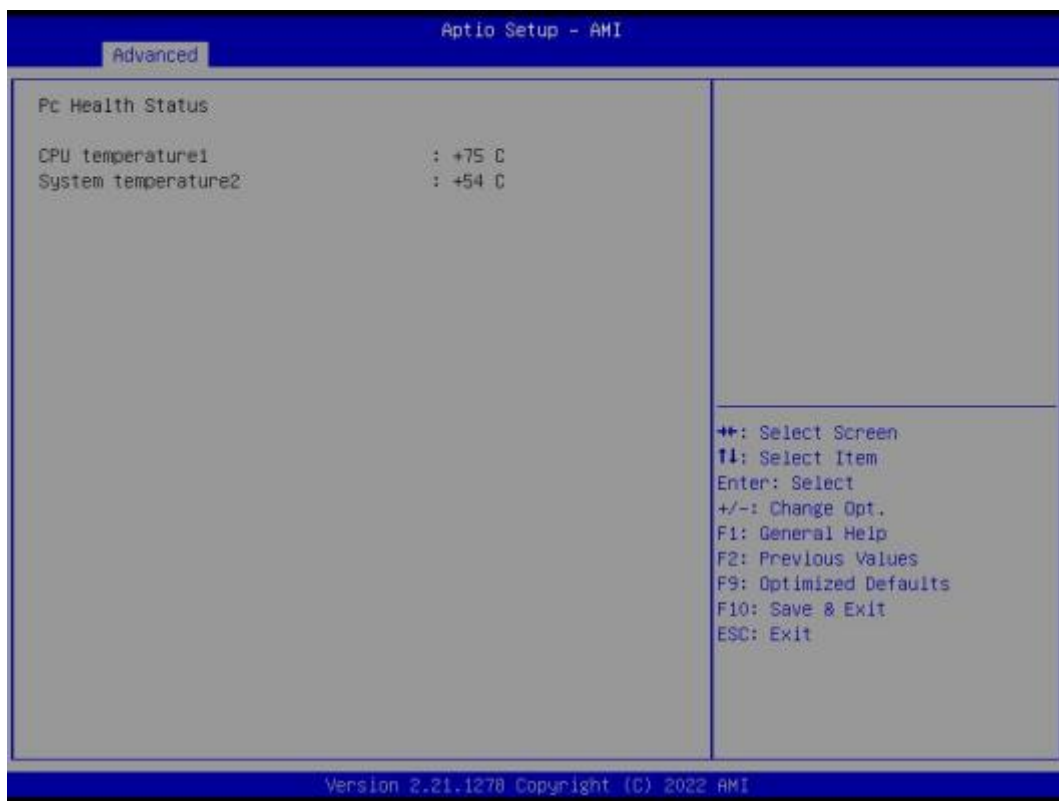 Aptio Setup - AMI
Advanced
Pc Health Status
CPU temperature1 : +75 C
System temperature2 : +54 C
→←: Select Screen
↑↓: Select Item
Enter: Select
+/-: Change Opt.
F1: General Help
F2: Previous Values
F9: Optimized Defaults
F10: Save & Exit
ESC: Exit
Version 2.21.1278 Copyright (C) 2022 AMI